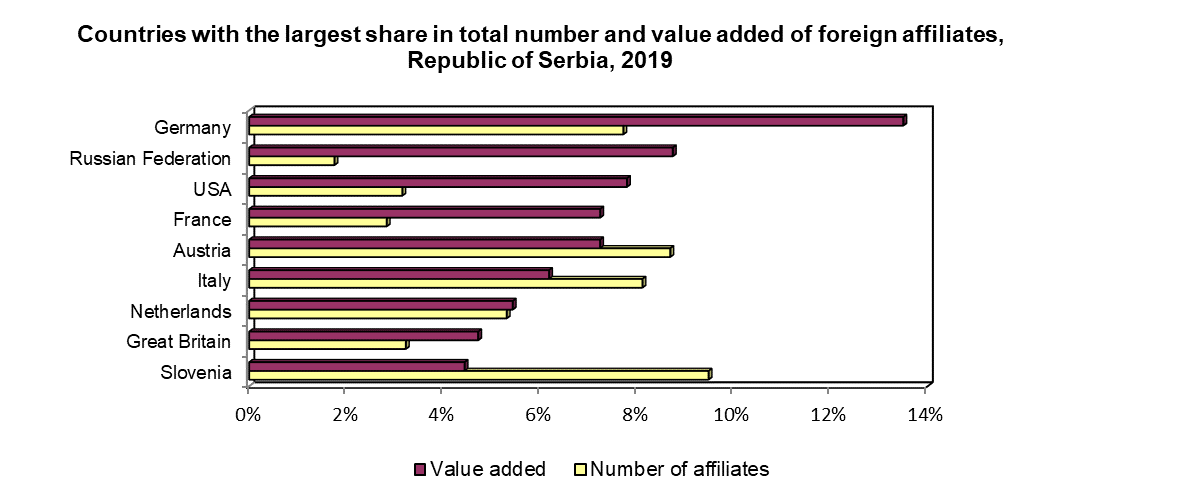 Countries with the largest share in total number and value added of foreign affiliates,
Republic of Serbia, 2019
Germany
Russian Federation
USA
France
Austria
Italy
Netherlands
Great Britain
Slovenia
0% 2% 4% 6% 8% 10% 12% 14%
Value added Number of affiliates